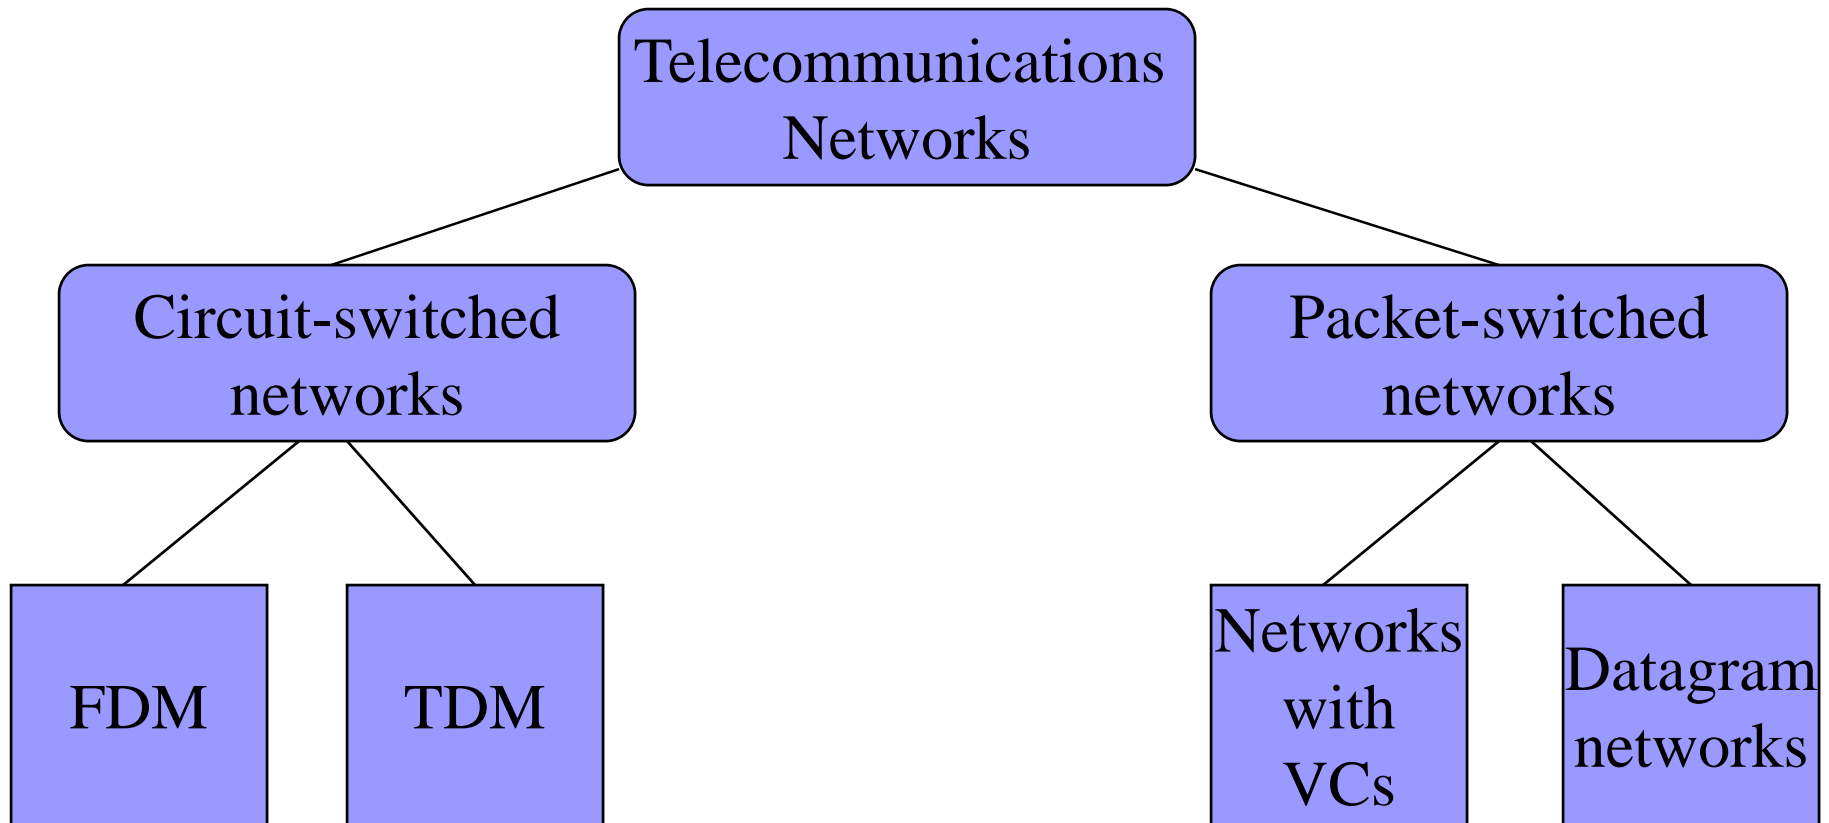 Telecommunications
Networks
Circuit-switched
networks
Packet-switched
networks
FDM
TDM
Networks
with
VCs
Datagram
networks